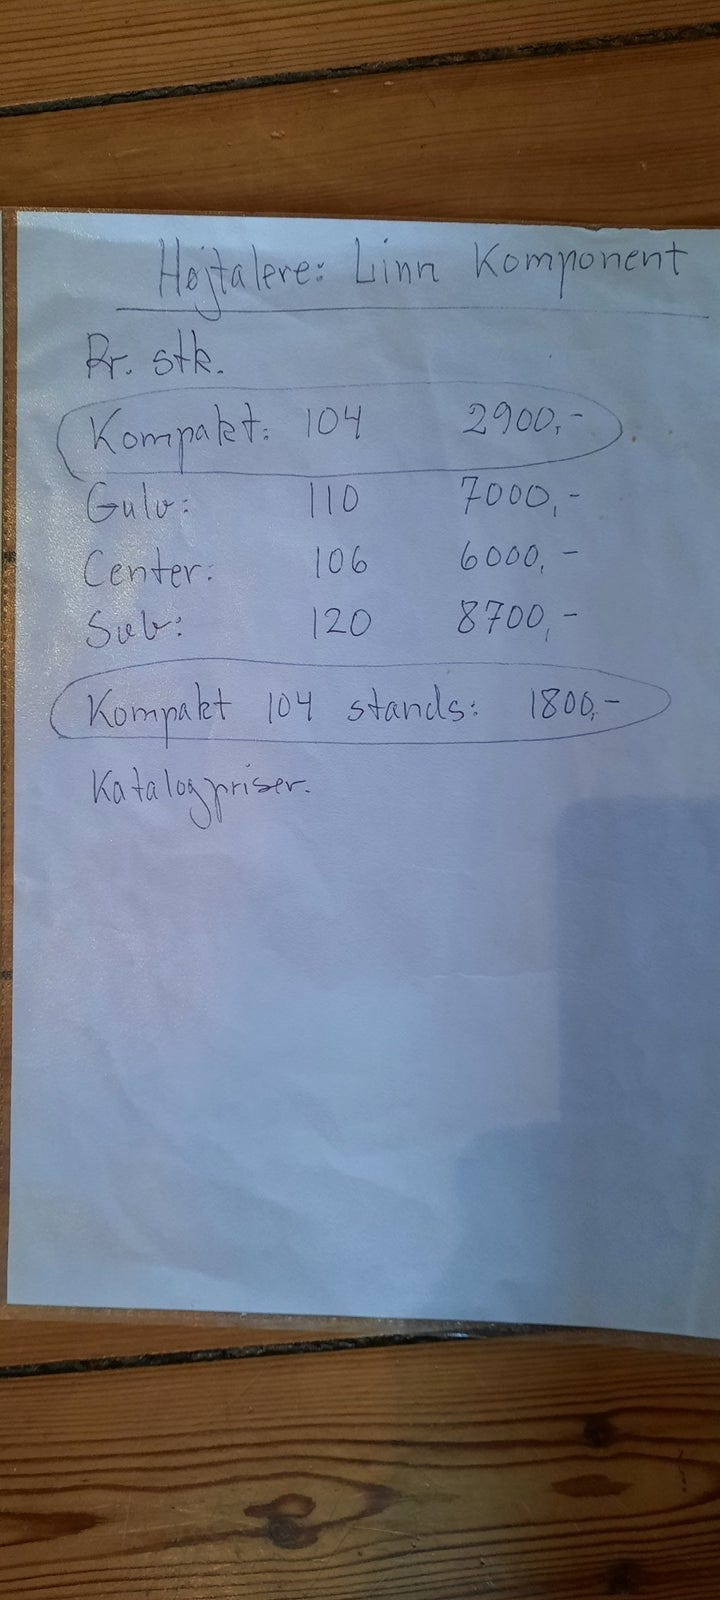 Højtalere: Linn Komponent
Pr. stk.
Kompakt: 104 2900,-
Gulv: 110 7000,-
Center: 106 6000,-
Sub: 120 8700,-
Kompakt 104 stands: 1800,-
Katalogpriser.